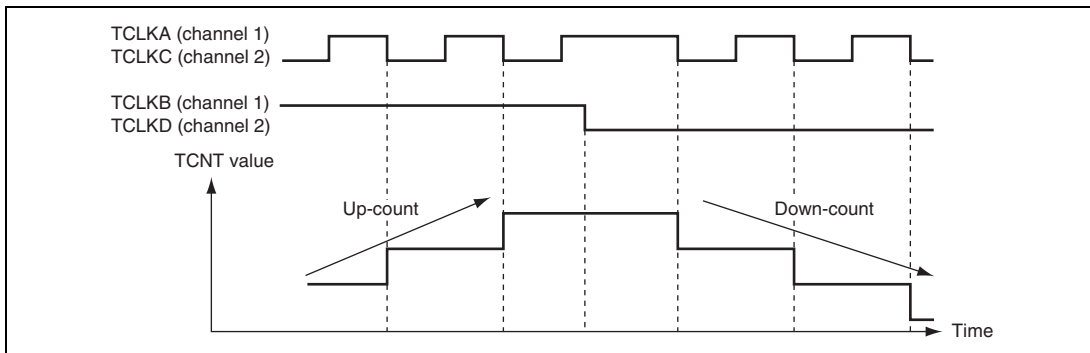 TCLKA (channel 1)
TCLKC (channel 2)
TCLKB (channel 1)
TCLKD (channel 2)
TCNT value
Up-count
Down-count
Time